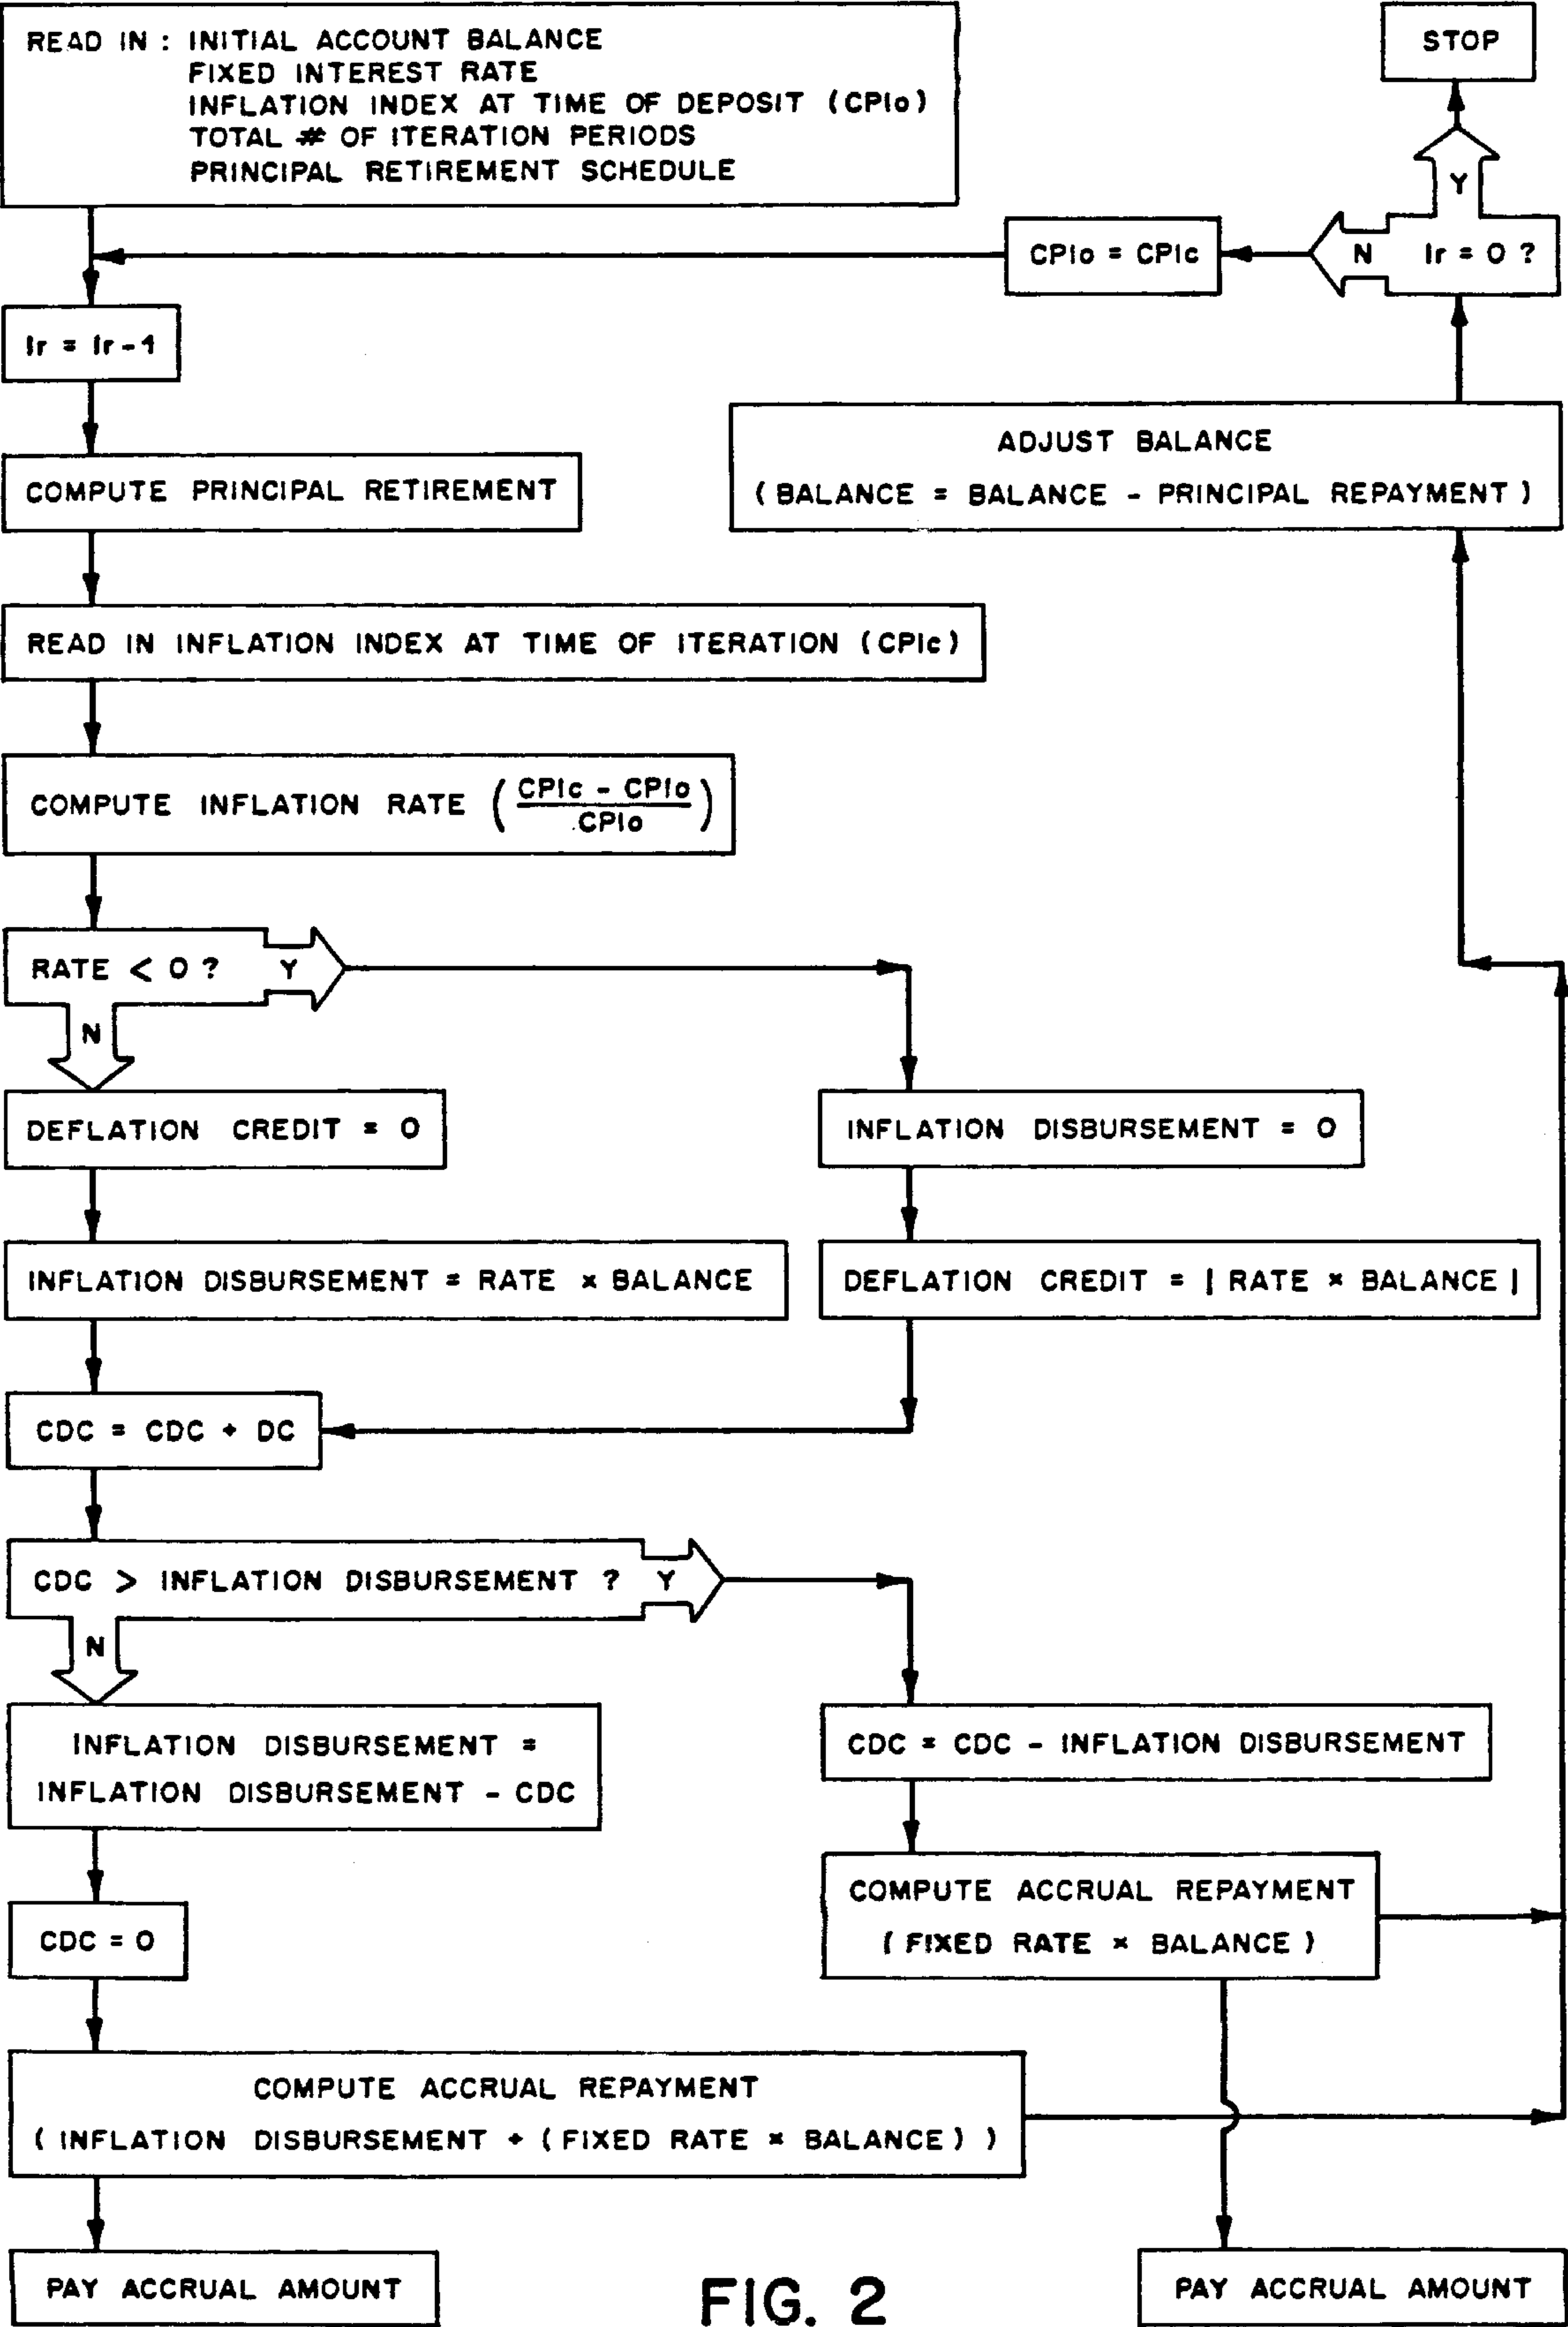 READ IN : INITIAL ACCOUNT BALANCE
FIXED INTEREST RATE
INFLATION INDEX AT TIME OF DEPOSIT (CPIo)
TOTAL # OF ITERATION PERIODS
PRINCIPAL RETIREMENT SCHEDULE
STOP
Y
Ir = 0 ?
N
CPIo = CPIc
Ir = Ir-1
COMPUTE PRINCIPAL RETIREMENT
ADJUST BALANCE
( BALANCE = BALANCE - PRINCIPAL REPAYMENT )
READ IN INFLATION INDEX AT TIME OF ITERATION (CPIc)
COMPUTE INFLATION RATE ( CPIc - CPIo / CPIo )
RATE < 0 ? Y
N
DEFLATION CREDIT = 0
INFLATION DISBURSEMENT = 0
INFLATION DISBURSEMENT = RATE × BALANCE
DEFLATION CREDIT = | RATE × BALANCE |
CDC = CDC + DC
CDC > INFLATION DISBURSEMENT ? Y
N
INFLATION DISBURSEMENT =
INFLATION DISBURSEMENT - CDC
CDC = CDC - INFLATION DISBURSEMENT
COMPUTE ACCRUAL REPAYMENT
( FIXED RATE × BALANCE )
CDC = 0
COMPUTE ACCRUAL REPAYMENT
( INFLATION DISBURSEMENT + ( FIXED RATE × BALANCE ) )
PAY ACCRUAL AMOUNT
PAY ACCRUAL AMOUNT
FIG. 2